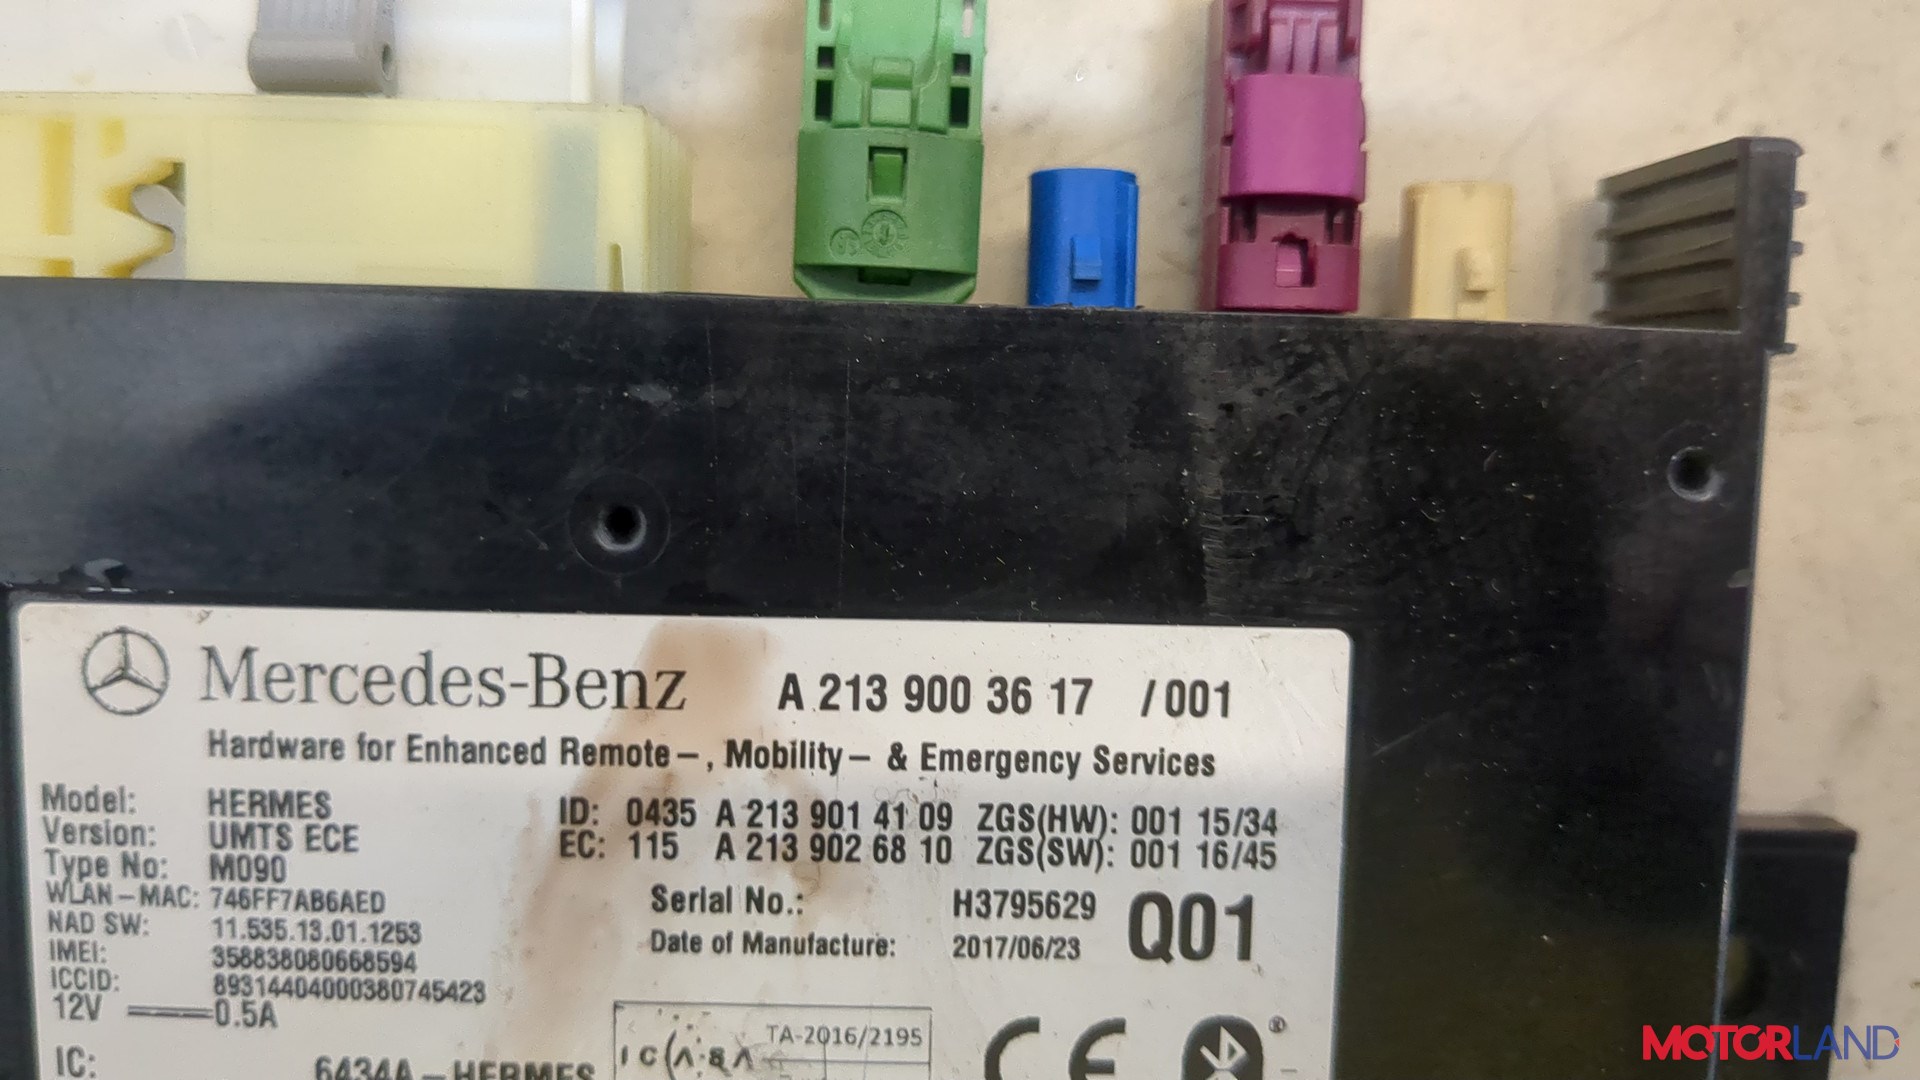 Mercedes-Benz A 213 900 36 17 /001
Hardware for Enhanced Remote-, Mobility- & Emergency Services
Model: HERMES ID: 0435 A 213 901 41 09 ZGS(HW): 001 15/34
Version: UMTS ECE EC: 115 A 213 902 68 10 ZGS(SW): 001 16/45
Type No: M090
WLAN-MAC: 746FF7AB6AED Serial No.: H3795629 Q01
NAD SW: 11.535.13.01.1253 Date of Manufacture: 2017/06/23
IMEI: 358838080668594
ICCID: 89314404000380745423
12V 0.5A
TA-2016/2195
IC: 6434A-HERMES
CE
MOTORLAND